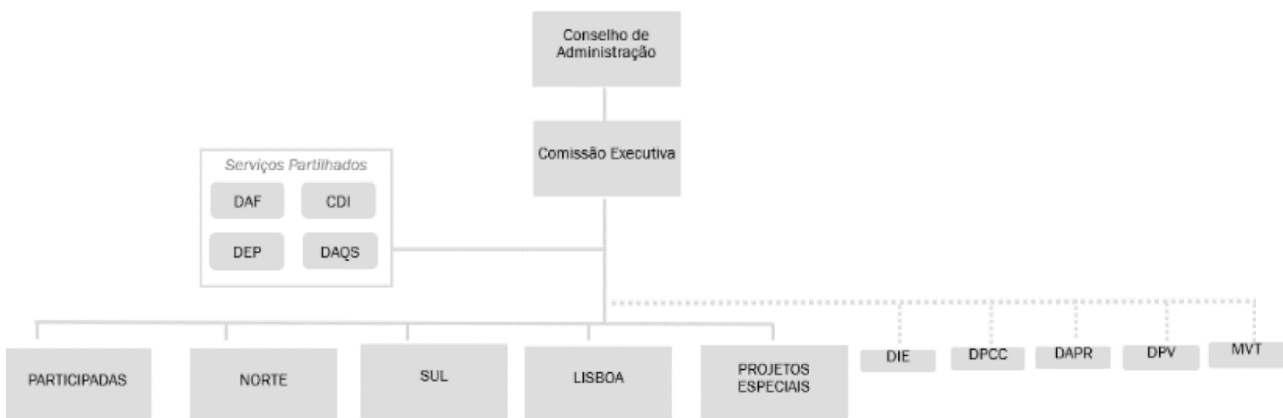 Conselho de
Administração
Comissão Executiva
Serviços Partilhados
DAF
CDI
DEP
DAQS
PARTICIPADAS
NORTE
SUL
LISBOA
PROJETOS
ESPECIAIS
DIE
DPCC
DAPR
DPV
MVT